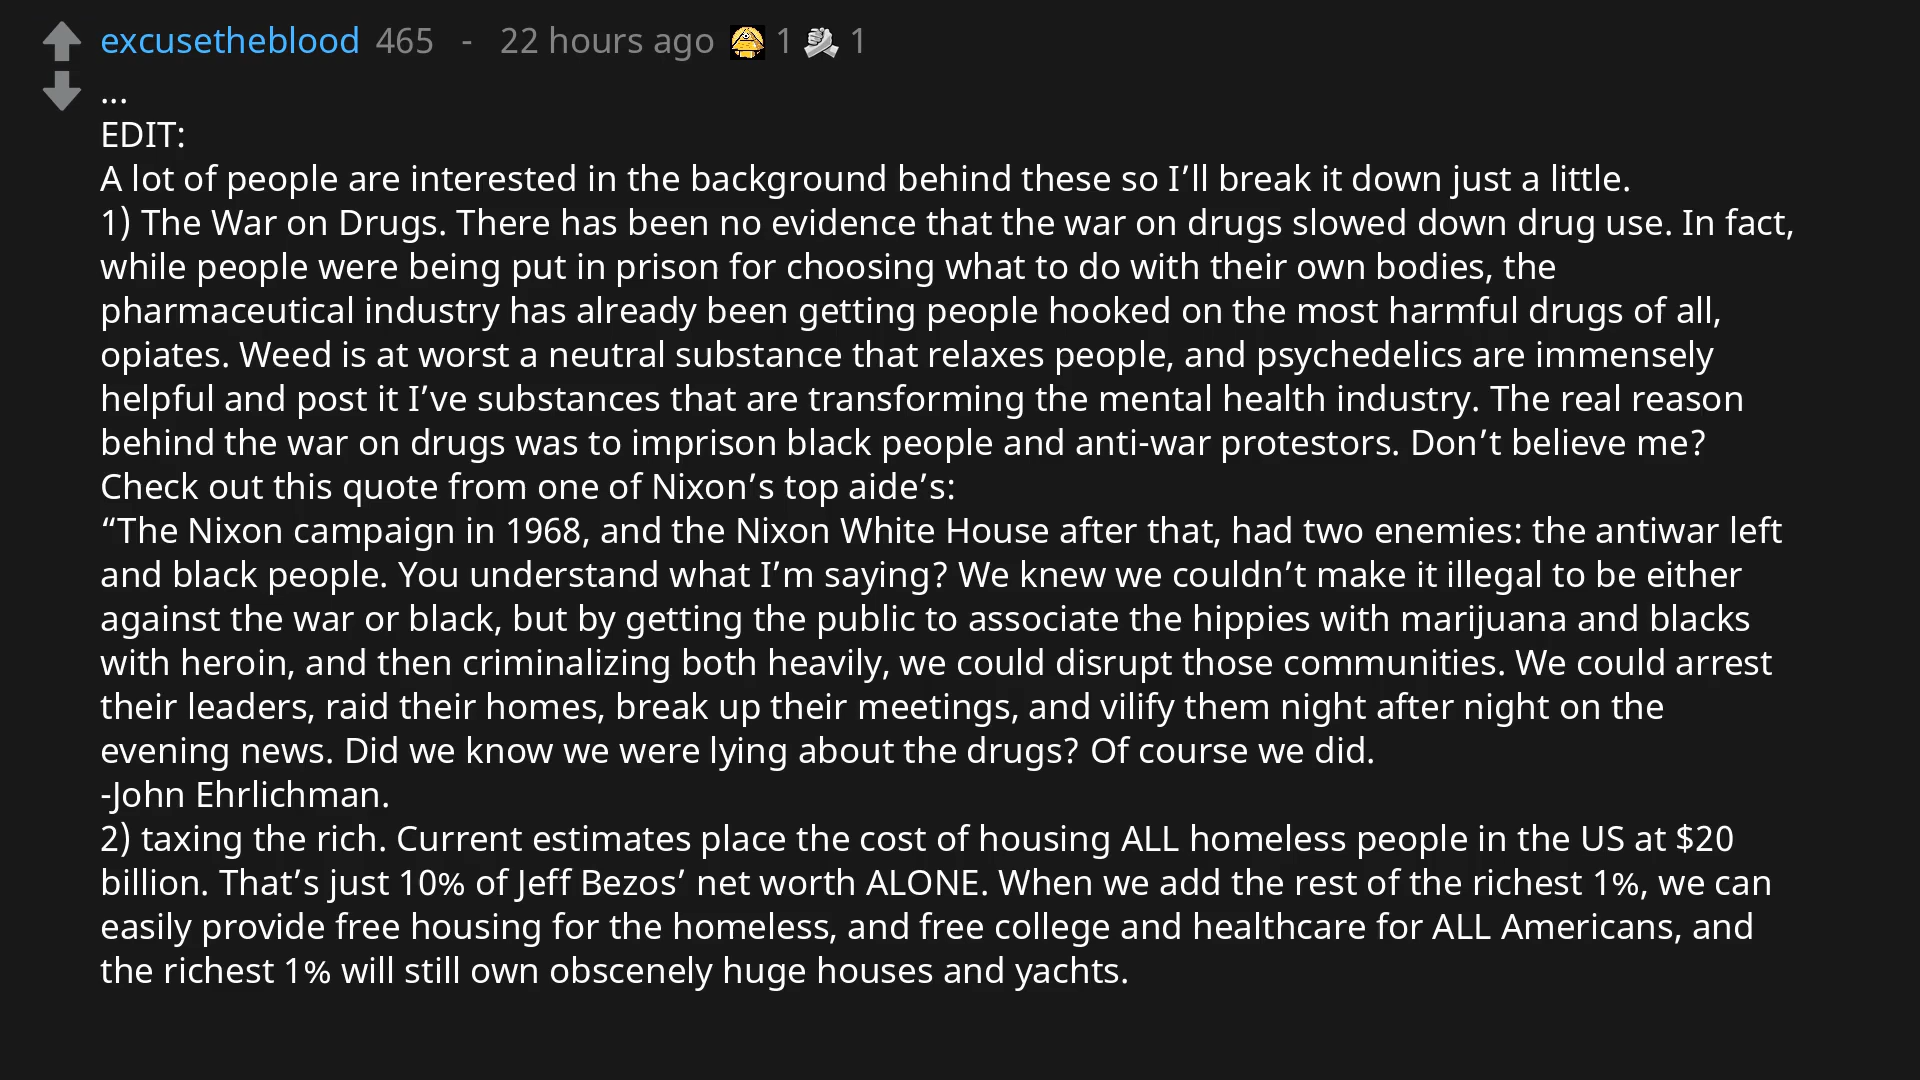 excusetheblood 465 - 22 hours ago 1 1
...
EDIT:
A lot of people are interested in the background behind these so I’ll break it down just a little.
1) The War on Drugs. There has been no evidence that the war on drugs slowed down drug use. In fact,
while people were being put in prison for choosing what to do with their own bodies, the
pharmaceutical industry has already been getting people hooked on the most harmful drugs of all,
opiates. Weed is at worst a neutral substance that relaxes people, and psychedelics are immensely
helpful and post it I’ve substances that are transforming the mental health industry. The real reason
behind the war on drugs was to imprison black people and anti-war protestors. Don’t believe me?
Check out this quote from one of Nixon’s top aide’s:
“The Nixon campaign in 1968, and the Nixon White House after that, had two enemies: the antiwar left
and black people. You understand what I’m saying? We knew we couldn’t make it illegal to be either
against the war or black, but by getting the public to associate the hippies with marijuana and blacks
with heroin, and then criminalizing both heavily, we could disrupt those communities. We could arrest
their leaders, raid their homes, break up their meetings, and vilify them night after night on the
evening news. Did we know we were lying about the drugs? Of course we did.
-John Ehrlichman.
2) taxing the rich. Current estimates place the cost of housing ALL homeless people in the US at $20
billion. That’s just 10% of Jeff Bezos’ net worth ALONE. When we add the rest of the richest 1%, we can
easily provide free housing for the homeless, and free college and healthcare for ALL Americans, and
the richest 1% will still own obscenely huge houses and yachts.